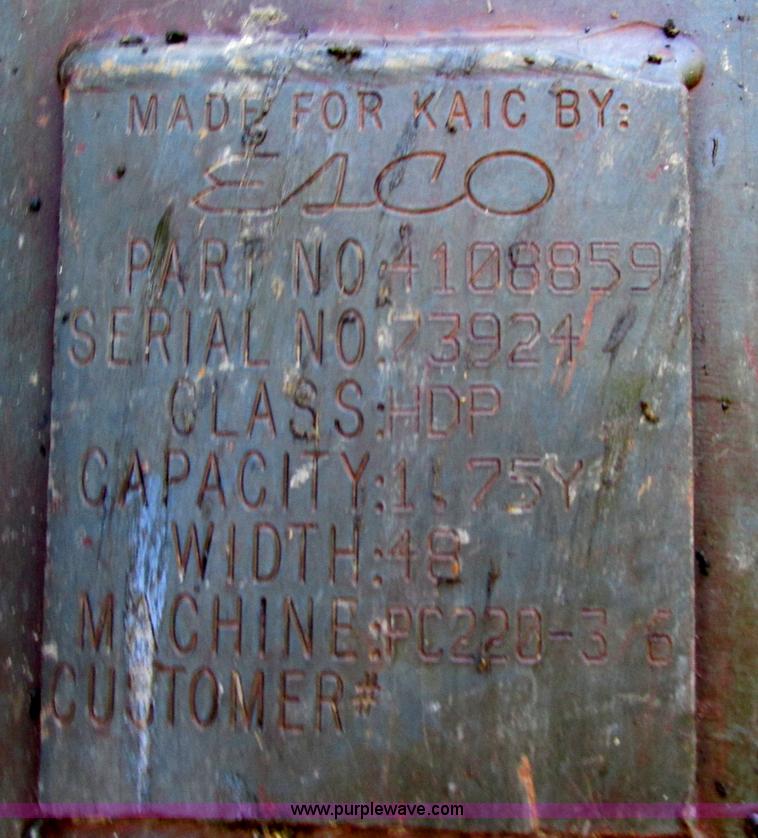 MADE FOR KAIC BY:
ESCO
PART NO:4108859
SERIAL NO:73924
CLASS:HDP
CAPACITY:1.75Y
WIDTH:48
MACHINE:PC220-3/6
CUSTOMER#
www.purplewave.com